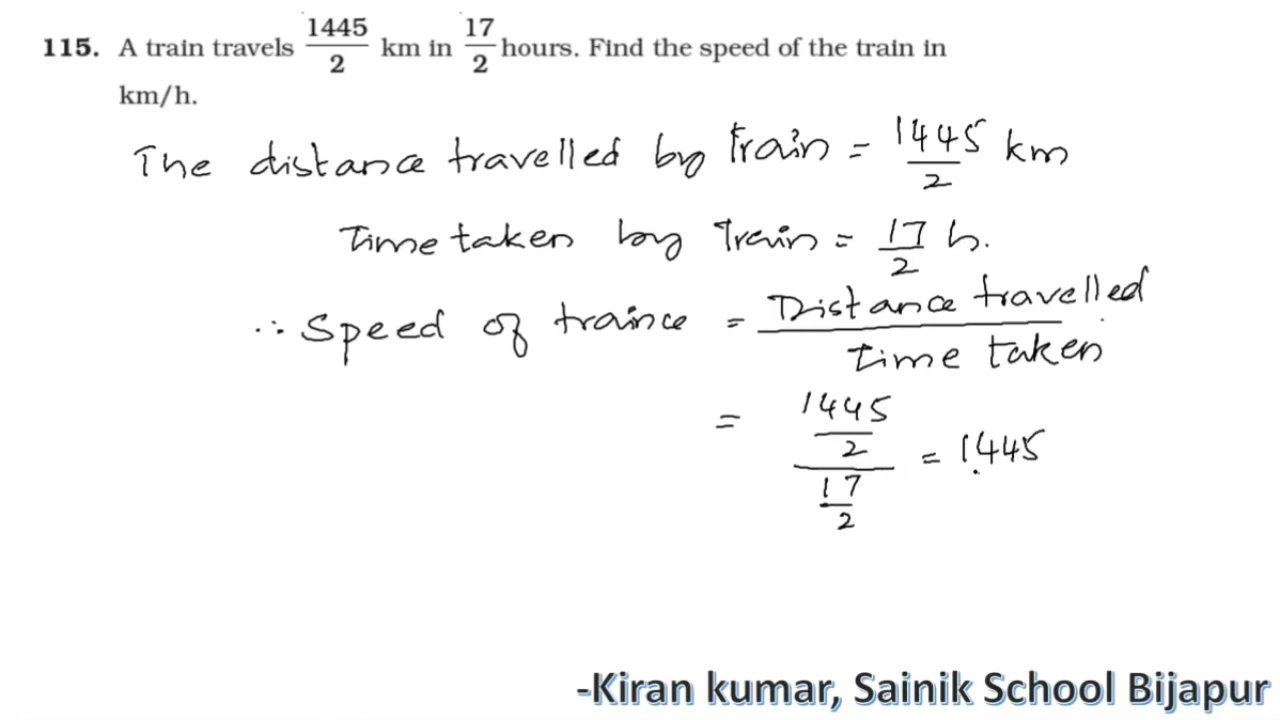 115. A train travels 1445/2 km in 17/2 hours. Find the speed of the train in
km/h.
The distance travelled by train = 1445/2 km
Time taken by train = 17/2 h.
∴ Speed of traince = Distance travelled / time taken
= 1445/2 / 17/2 = 1445
-Kiran kumar, Sainik School Bijapur